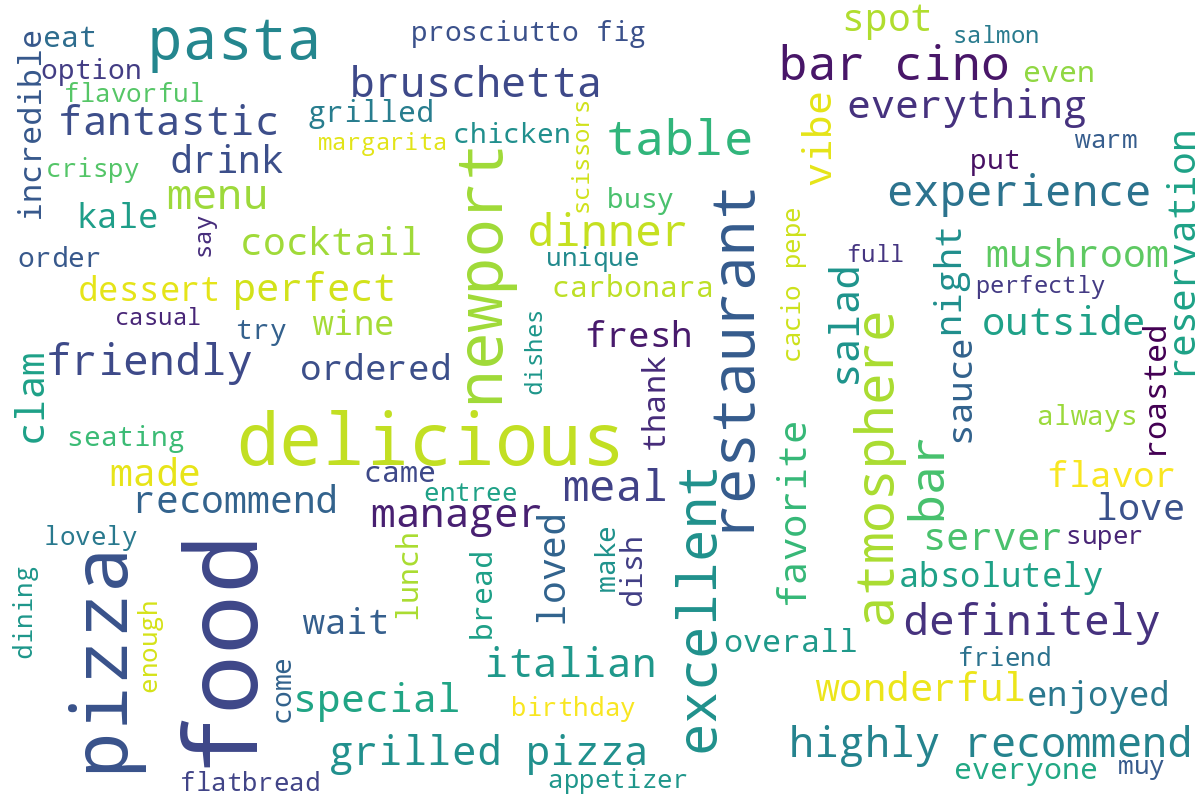 spot
pasta
prosciutto fig
salmon
eat
incredible
option
bruschetta
bar cino
even
flavorful
fantastic
grilled
margarita
chicken
scissors
table
vibe
everything
warm
crispy
drink
newport
put
reservation
menu
kale
say
busy
restaurant
experience
order
cocktail
dinner
unique
cacio pepe
full
night
mushroom
dessert
perfect
carbonara
salad
perfectly
casual
try
wine
dishes
fresh
atmosphere
outside
clam
friendly
ordered
thank
sauce
roasted
seating
delicious
favorite
always
made
came
meal
bar
flavor
recommend
entree
manager
excellent
love
lovely
lunch
bread
loved
make
dish
server
super
dining
pizza
enough
food
wait
absolutely
definitely
overall
come
special
italian
friend
birthday
wonderful
enjoyed
grilled pizza
highly recommend
flatbread
appetizer
everyone
muy